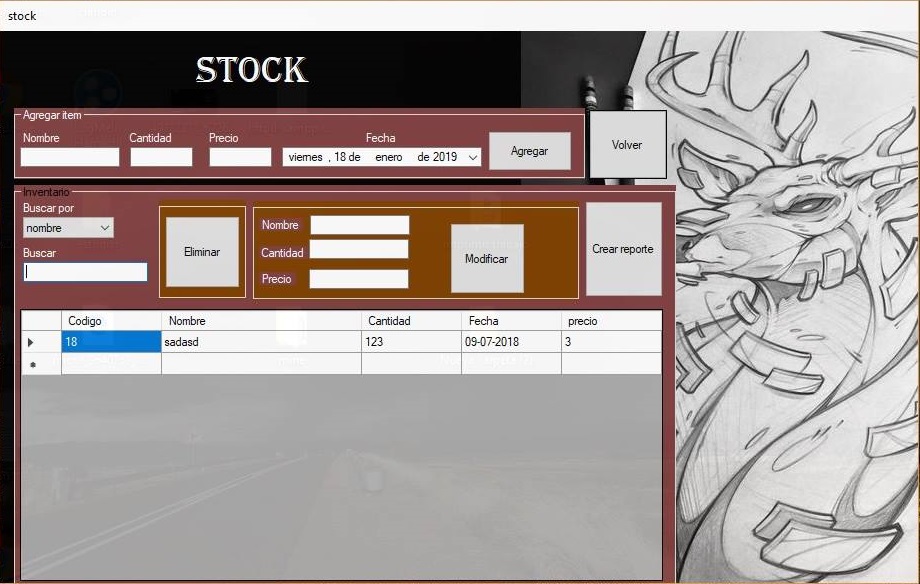 stock
STOCK
Agregar item
Nombre Cantidad Precio Fecha
viernes , 18 de enero de 2019
Agregar
Volver
Inventario
Buscar por
nombre
Buscar
Eliminar
Nombre
Cantidad
Precio
Modificar
Crear reporte
Codigo Nombre Cantidad Fecha precio
18 sadasd 123 09-07-2018 3